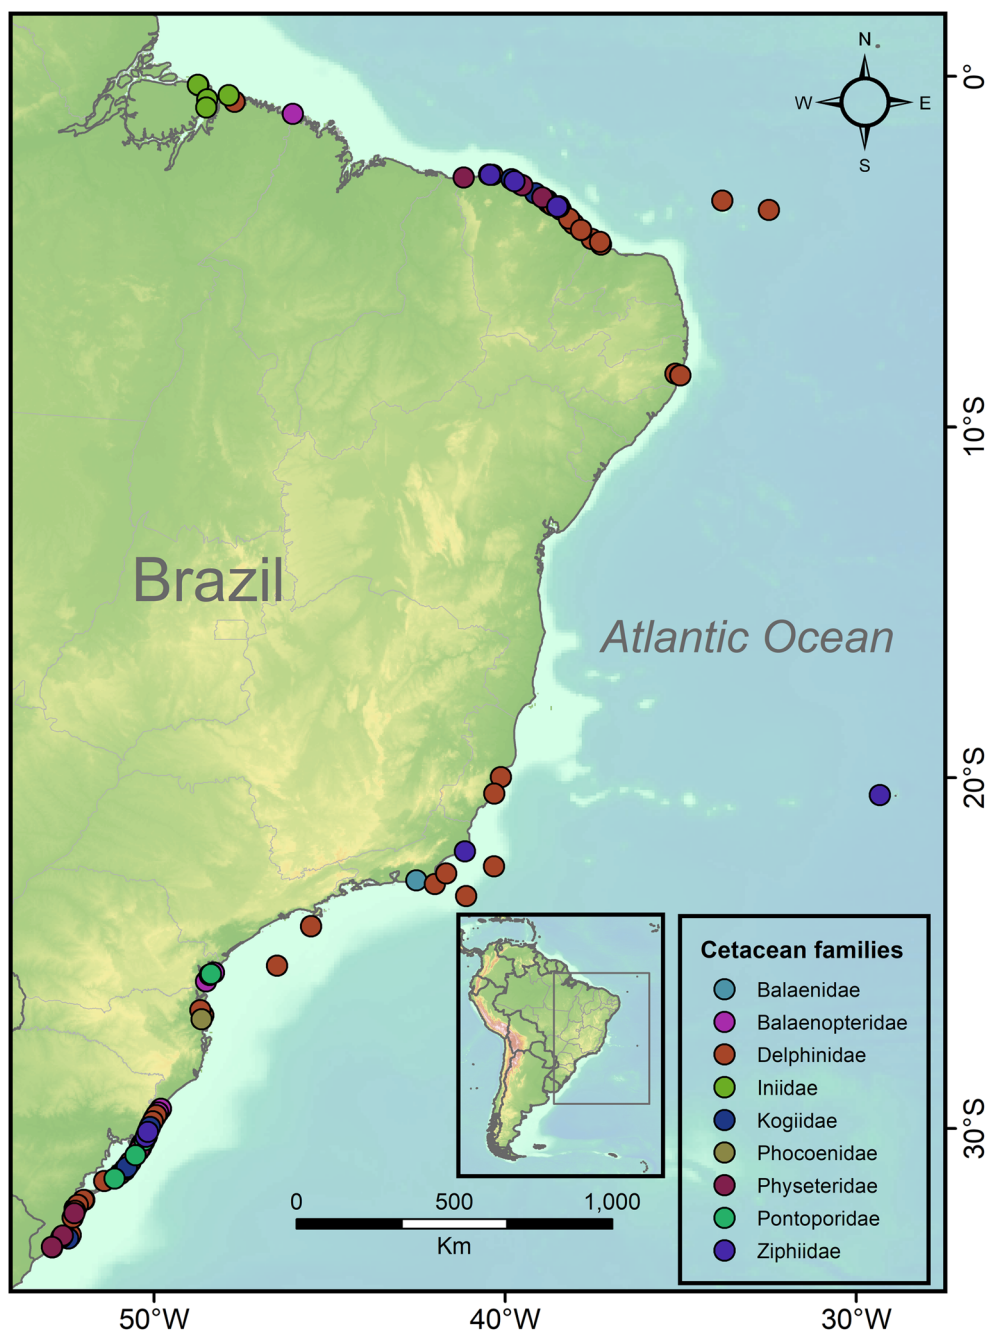 N
W E
S
0°
10°S
Brazil
Atlantic Ocean
20°S
30°S
Cetacean families
Balaenidae
Balaenopteridae
Delphinidae
Iniidae
Kogiidae
Phocoenidae
Physeteridae
Pontoporidae
Ziphiidae
0 500 1,000
Km
50°W 40°W 30°W